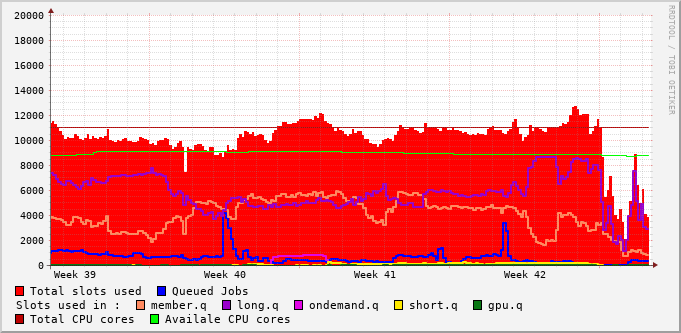 20000
18000
16000
14000
12000
10000
8000
6000
4000
2000
0
Week 39 Week 40 Week 41 Week 42
RRDTOOL / TOBI OETIKER
Total slots used Queued Jobs
Slots used in : member.q long.q ondemand.q short.q gpu.q
Total CPU cores Availale CPU cores